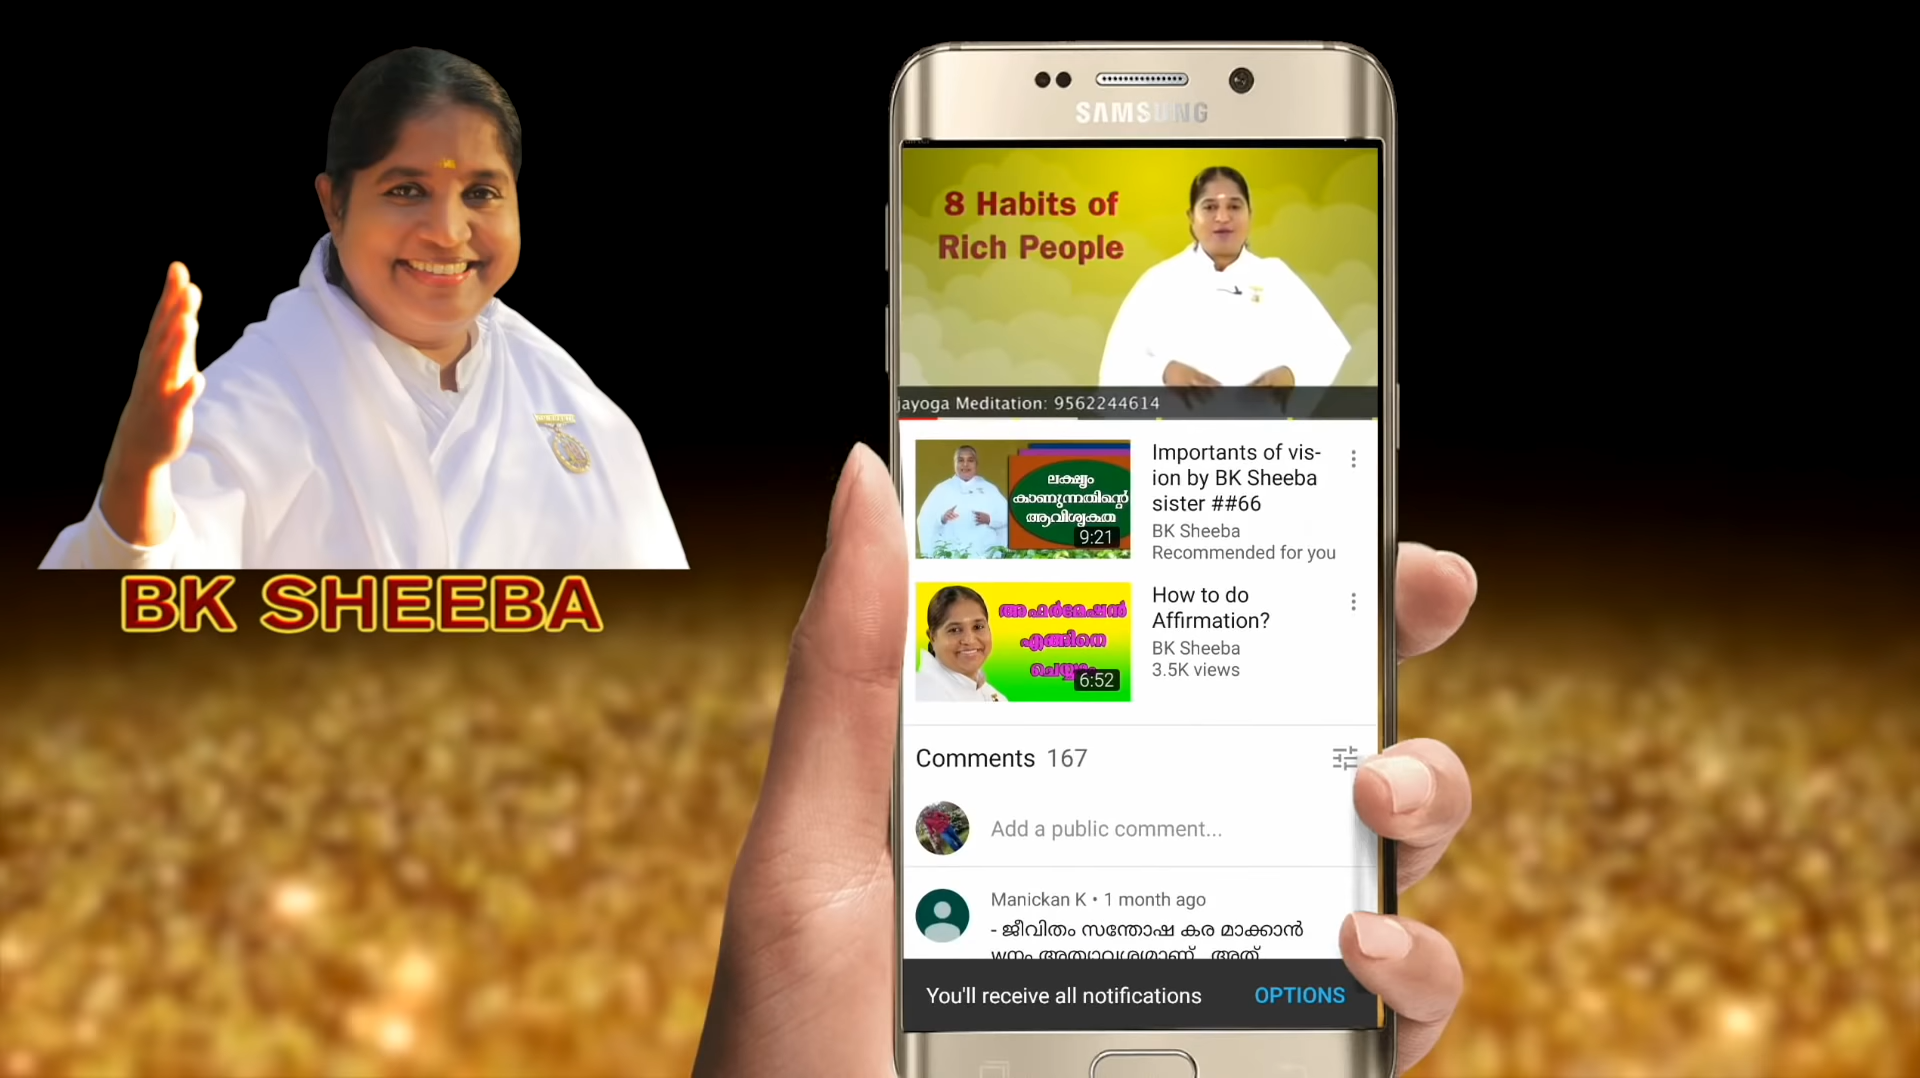 BK SHEEBA
SAMSUNG
8 Habits of
Rich People
jayoga Meditation: 9562244614
ലക്ഷ്യം
കാണുന്നതിന്റെ
ആവിശ്യകത
9:21
Importants of vis-
ion by BK Sheeba
sister ##66
BK Sheeba
Recommended for you
അഫർമേഷൻ
എങ്ങിനെ
6:52
How to do
Affirmation?
BK Sheeba
3.5K views
Comments 167
Add a public comment...
Manickan K • 1 month ago
- ജീവിതം സന്തോഷ കര മാക്കാൻ
You'll receive all notifications
OPTIONS